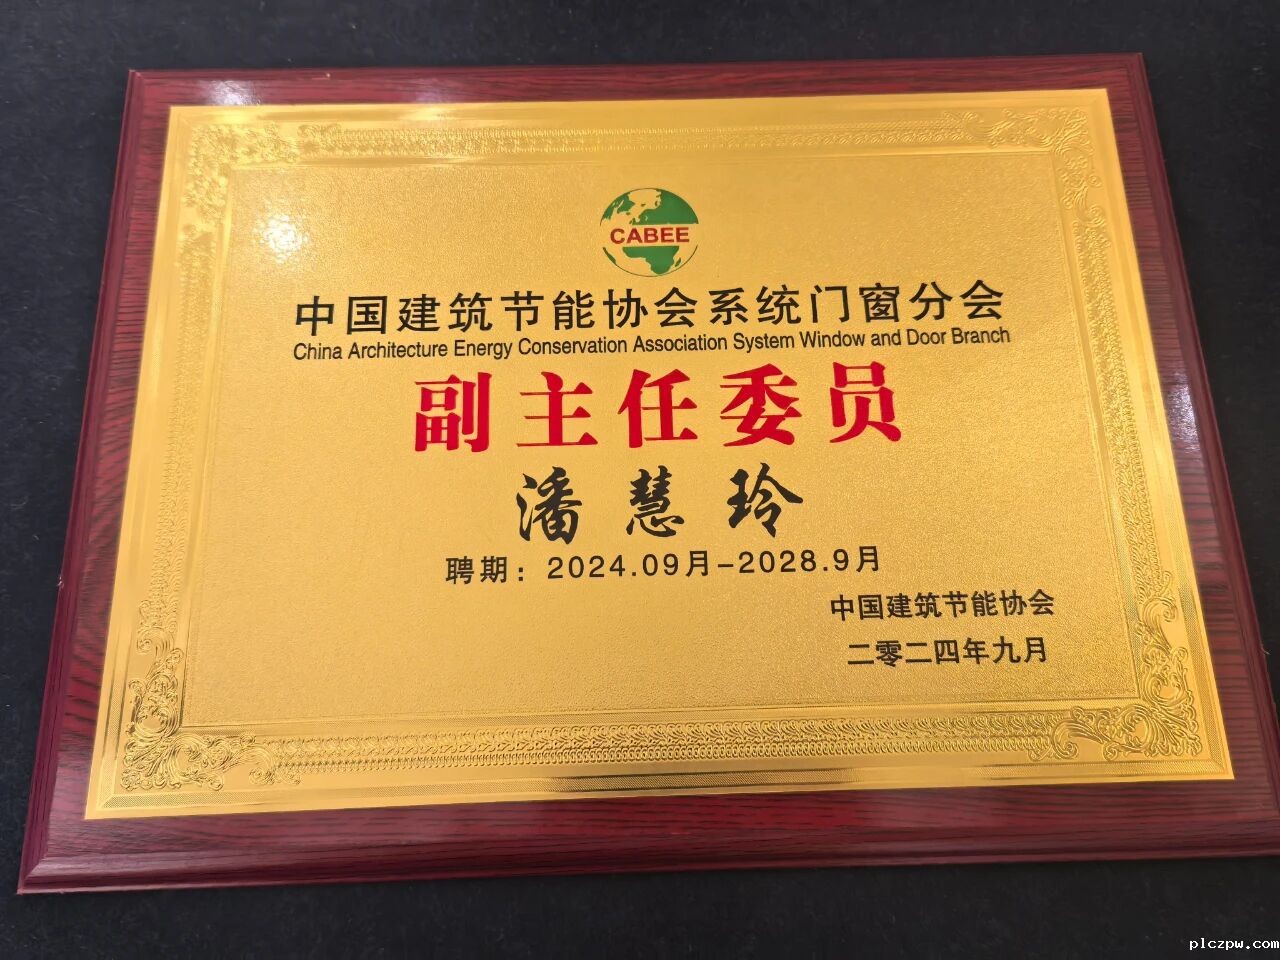 CABEE
中国建筑节能协会系统门窗分会
China Architecture Energy Conservation Association System Window and Door Branch
副主任委员
潘慧玲
聘期：2024.09月-2028.9月
中国建筑节能协会
二零二四年九月
plczpw.com